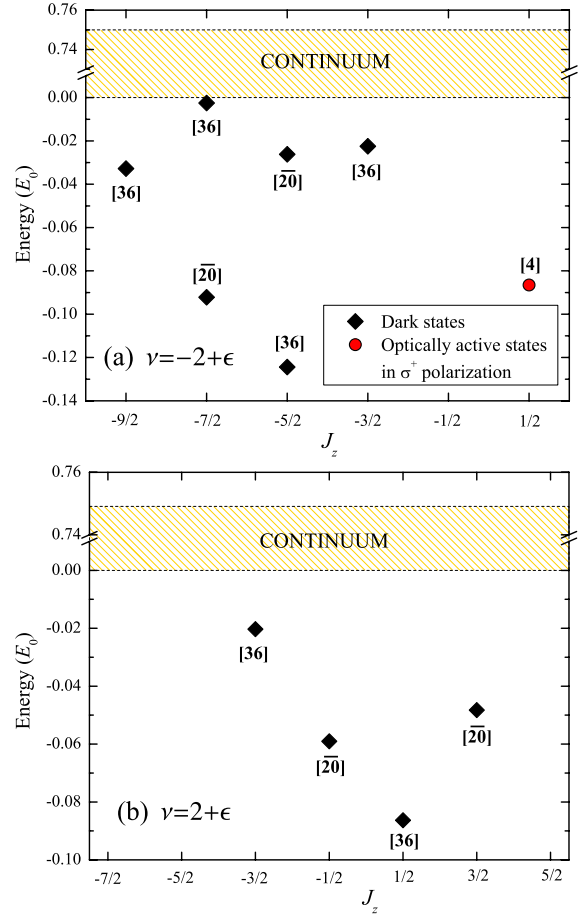 0.76
0.74
CONTINUUM
0.00
[36]
-0.02
[36]
[20̅]
[36]
-0.04
[36]
Energy (E₀)
-0.06
[2̅0̅]
[4]
-0.08
-0.10
[36]
Dark states
Optically active states
in σ⁺ polarization
-0.12
(a) ν=−2+ϵ
-0.14
-9/2 -7/2 -5/2 -3/2 -1/2 1/2
J_z
0.76
0.74
CONTINUUM
0.00
-0.02
[36]
Energy (E₀)
-0.04
[2̅0̅]
-0.06
[2̅0̅]
-0.08
(b) ν=2+ϵ
[36]
-0.10
-7/2 -5/2 -3/2 -1/2 1/2 3/2 5/2
J_z